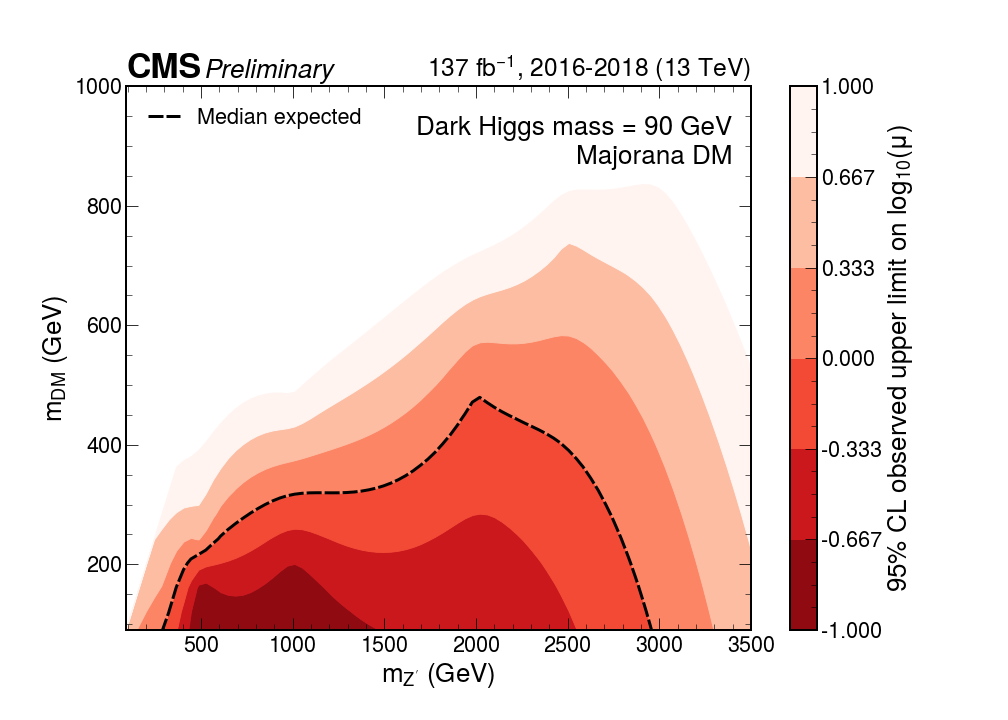 CMS Preliminary
137 fb⁻¹, 2016-2018 (13 TeV)
Median expected
Dark Higgs mass = 90 GeV
Majorana DM
1000
800
600
400
200
m_DM (GeV)
500 1000 1500 2000 2500 3000 3500
m_Z′ (GeV)
1.000
0.667
0.333
0.000
-0.333
-0.667
-1.000
95% CL observed upper limit on log₁₀(μ)